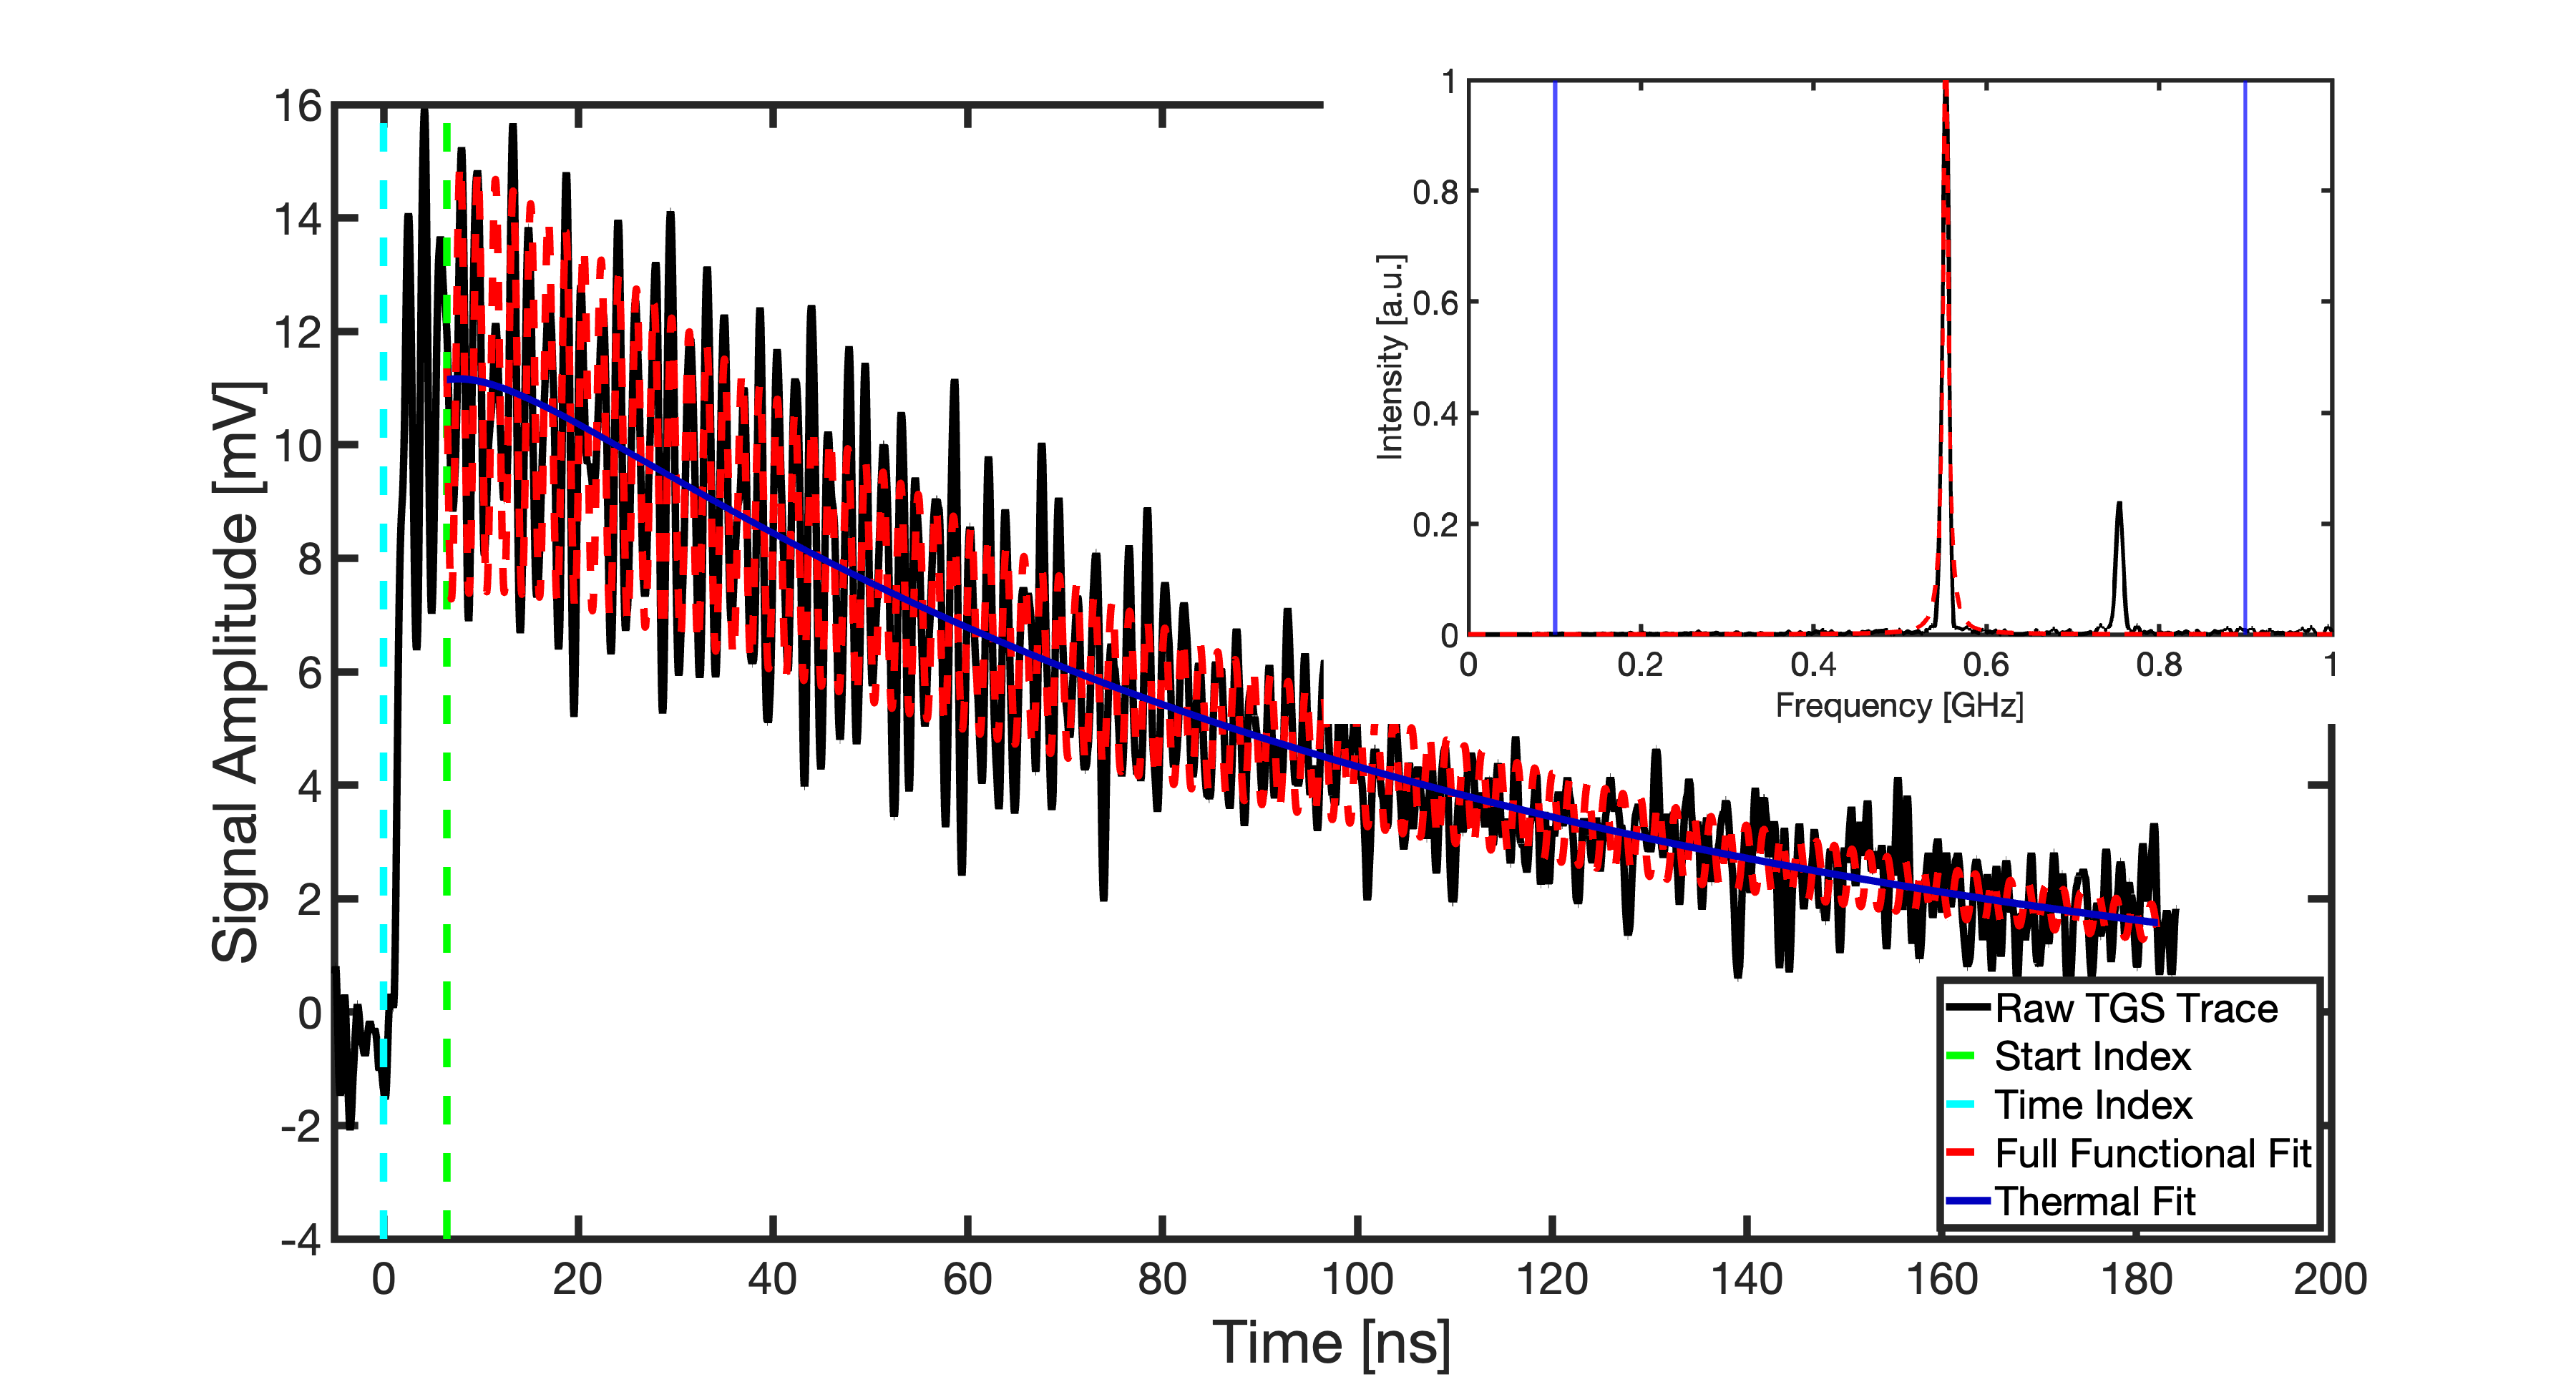 16
14
12
10
8
6
4
2
0
-2
-4
Signal Amplitude [mV]
0 20 40 60 80 100 120 140 160 180 200
Time [ns]
1
0.8
0.6
0.4
0.2
0
Intensity [a.u.]
0 0.2 0.4 0.6 0.8 1
Frequency [GHz]
Raw TGS Trace
Start Index
Time Index
Full Functional Fit
Thermal Fit